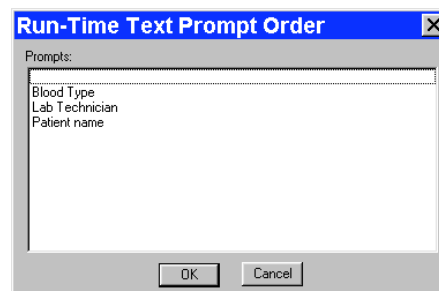 Run-Time Text Prompt Order
Prompts:
Blood Type
Lab Technician
Patient name
OK Cancel